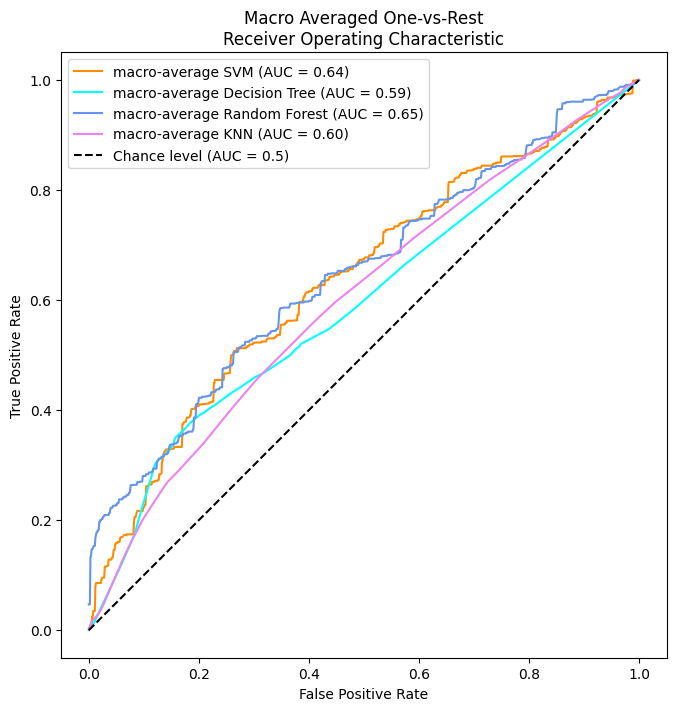 Macro Averaged One-vs-Rest
Receiver Operating Characteristic
macro-average SVM (AUC = 0.64)
macro-average Decision Tree (AUC = 0.59)
macro-average Random Forest (AUC = 0.65)
macro-average KNN (AUC = 0.60)
Chance level (AUC = 0.5)
True Positive Rate
1.0
0.8
0.6
0.4
0.2
0.0
0.0 0.2 0.4 0.6 0.8 1.0
False Positive Rate